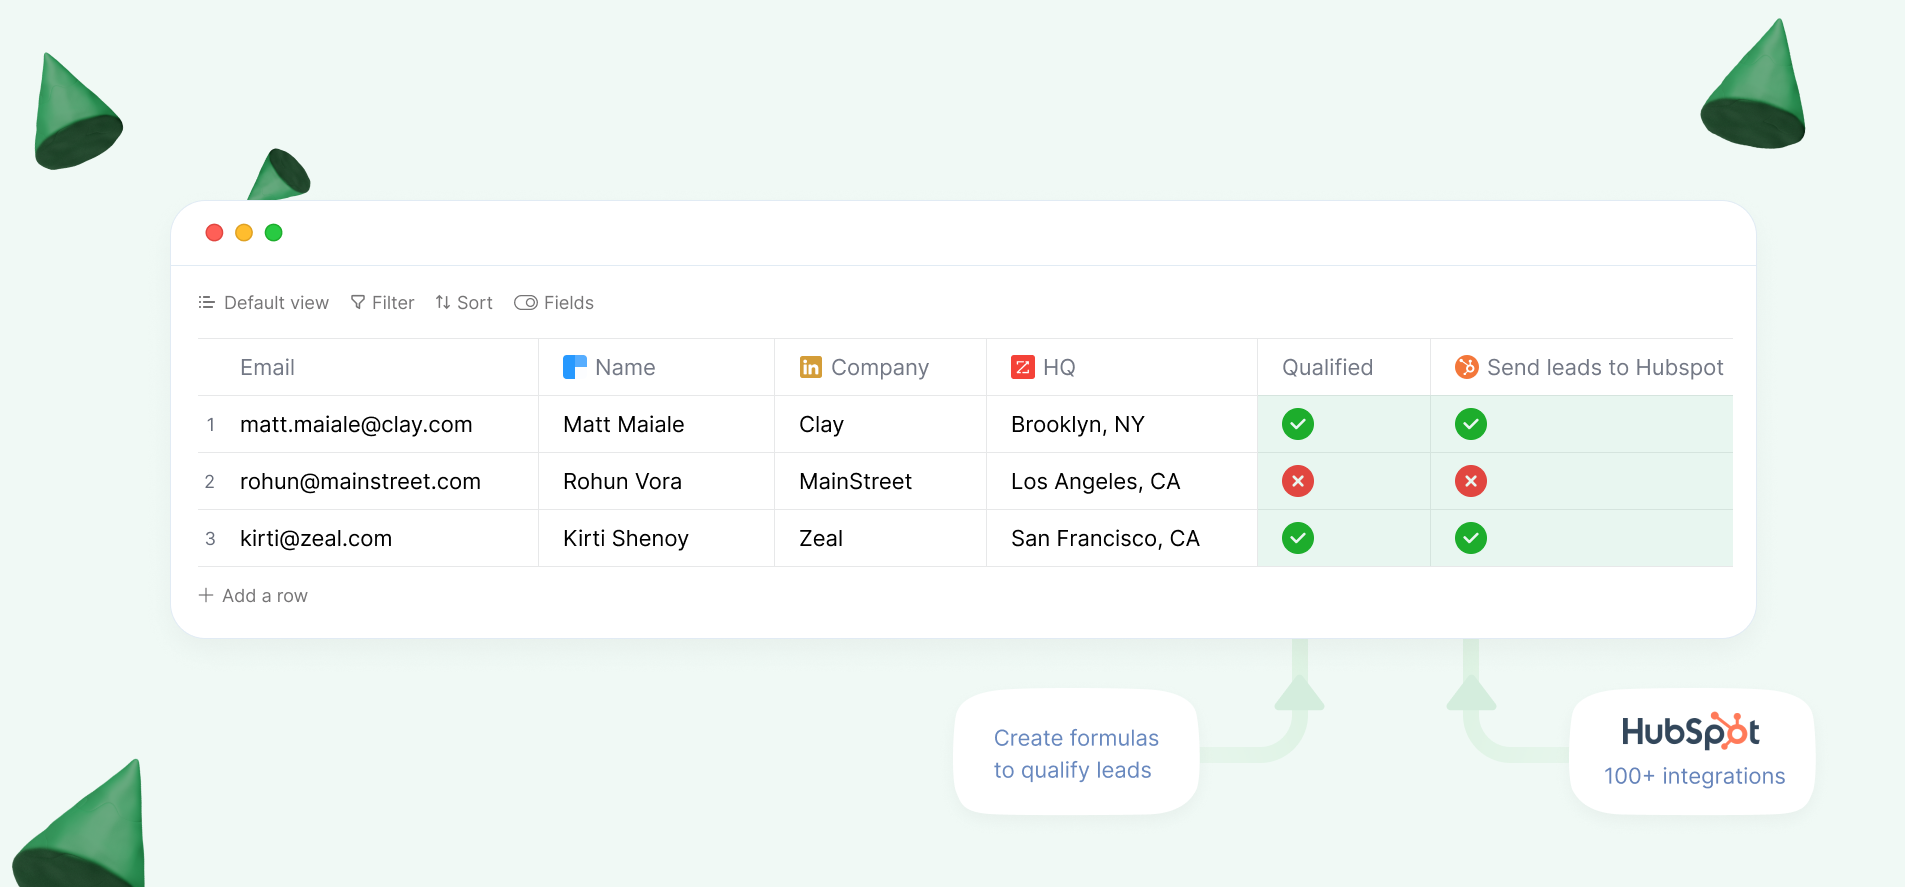 Default view Filter Sort Fields
Email Name in Company HQ Qualified Send leads to Hubspot
1 matt.maiale@clay.com Matt Maiale Clay Brooklyn, NY
2 rohun@mainstreet.com Rohun Vora MainStreet Los Angeles, CA
3 kirti@zeal.com Kirti Shenoy Zeal San Francisco, CA
+ Add a row
Create formulas
to qualify leads
HubSpot
100+ integrations